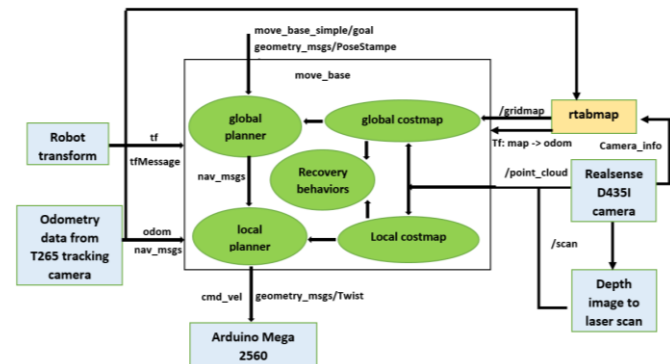 move_base_simple/goal
geometry_msgs/PoseStampe
move_base
global
planner
global costmap
/gridmap
rtabmap
Robot
transform
tf
tfMessage
Tf: map -> odom
Camera_info
nav_msgs
Recovery
behaviors
/point_cloud
Realsense
D435I
camera
Odometry
data from
T265 tracking
camera
odom
nav_msgs
local
planner
Local costmap
/scan
cmd_vel
geometry_msgs/Twist
Depth
image to
laser scan
Arduino Mega
2560